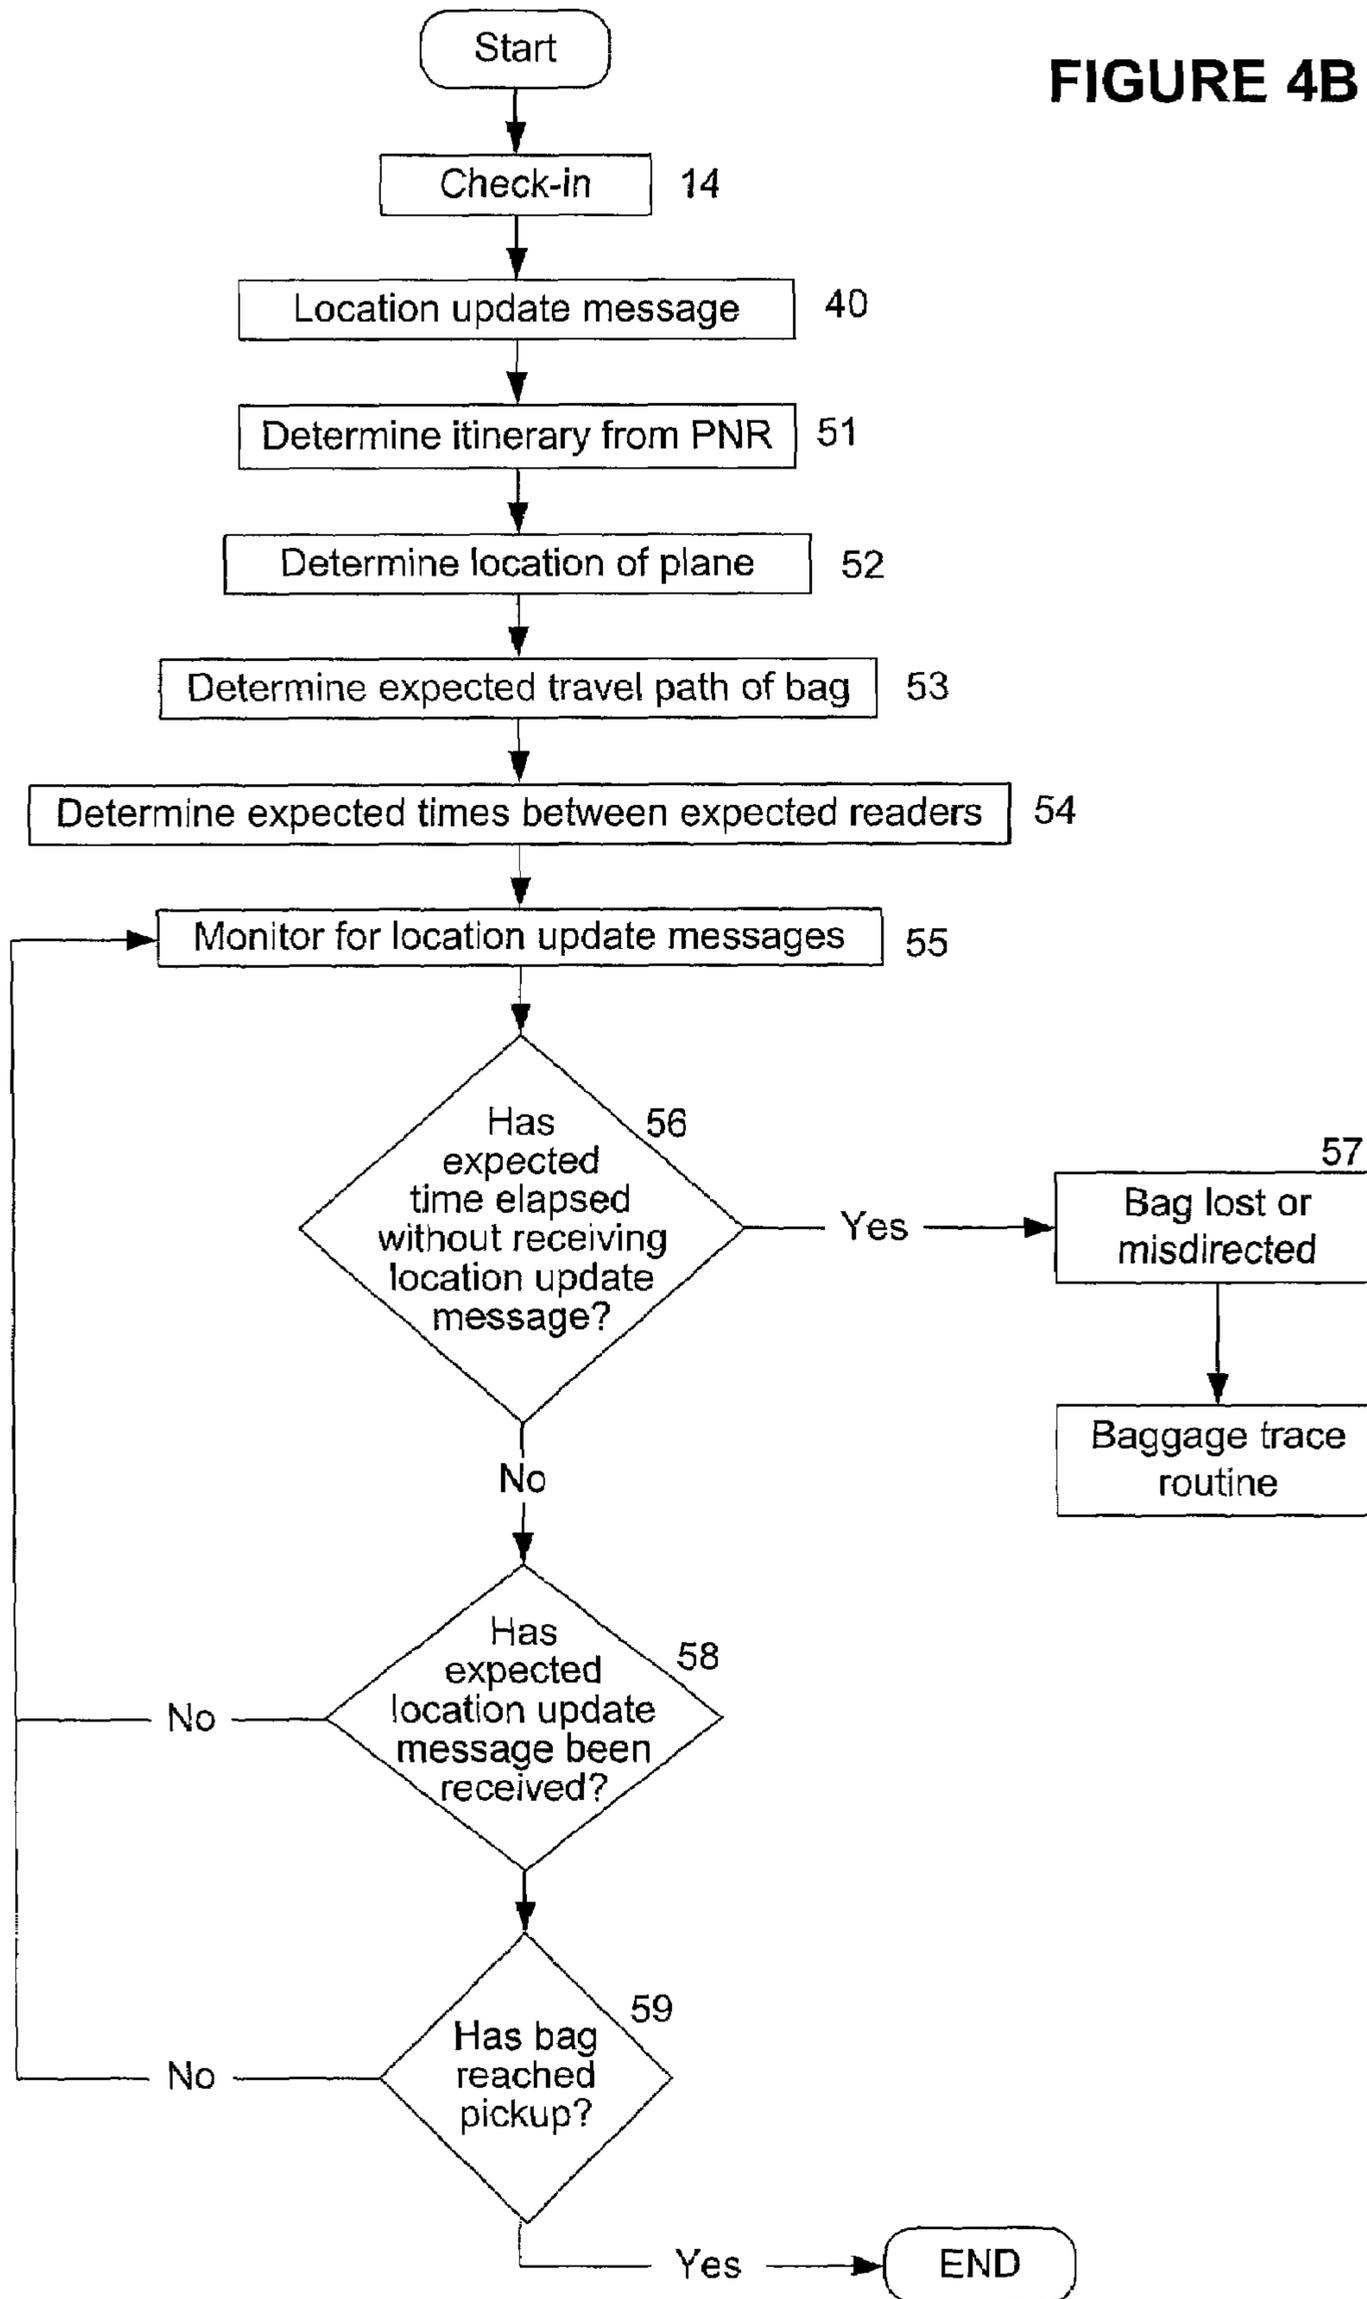 Start
FIGURE 4B
Check-in
14
Location update message
40
Determine itinerary from PNR
51
Determine location of plane
52
Determine expected travel path of bag
53
Determine expected times between expected readers
54
Monitor for location update messages
55
Has
expected
time elapsed
without receiving
location update
message?
56
Yes
57
Bag lost or
misdirected
Baggage trace
routine
No
Has
expected
location update
message been
received?
58
No
Has bag
reached
pickup?
59
No
Yes
END